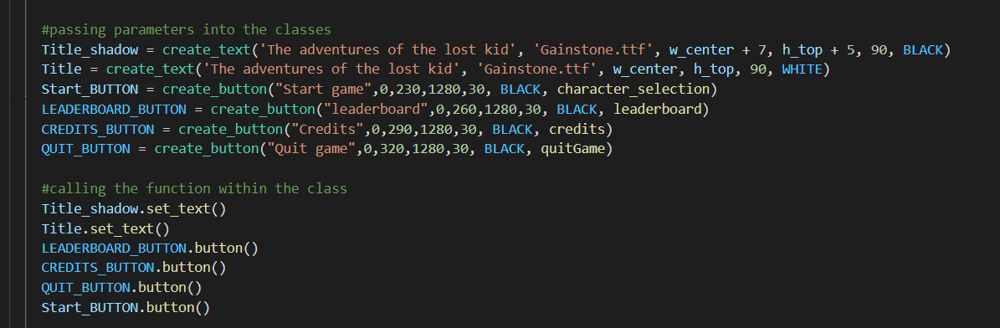 #passing parameters into the classes
Title_shadow = create_text('The adventures of the lost kid', 'Gainstone.ttf', w_center + 7, h_top + 5, 90, BLACK)
Title = create_text('The adventures of the lost kid', 'Gainstone.ttf', w_center, h_top, 90, WHITE)
Start_BUTTON = create_button("Start game",0,230,1280,30, BLACK, character_selection)
LEADERBOARD_BUTTON = create_button("leaderboard",0,260,1280,30, BLACK, leaderboard)
CREDITS_BUTTON = create_button("Credits",0,290,1280,30, BLACK, credits)
QUIT_BUTTON = create_button("Quit game",0,320,1280,30, BLACK, quitGame)
#calling the function within the class
Title_shadow.set_text()
Title.set_text()
LEADERBOARD_BUTTON.button()
CREDITS_BUTTON.button()
QUIT_BUTTON.button()
Start_BUTTON.button()